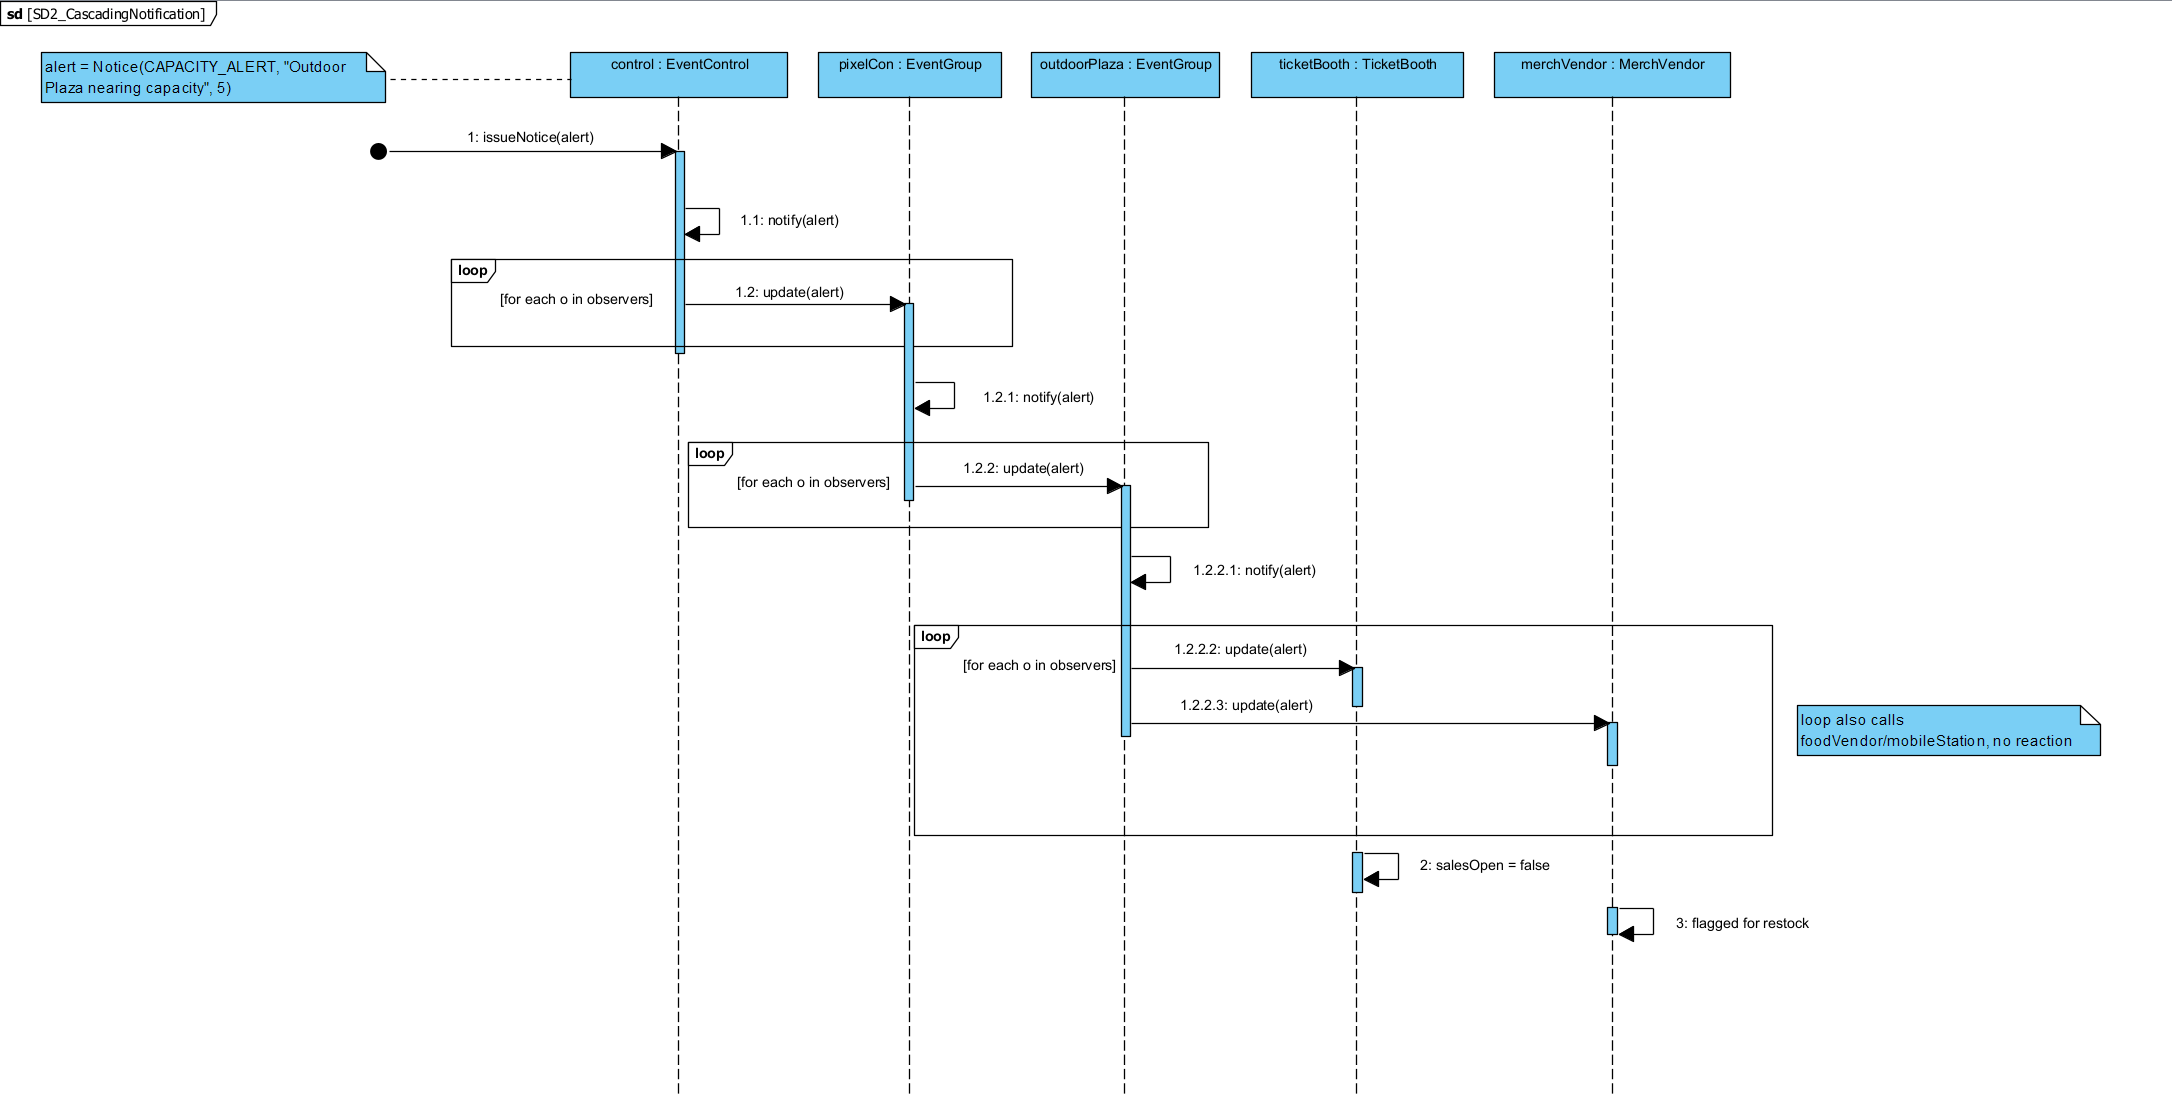 sd [SD2_CascadingNotification]
alert = Notice(CAPACITY_ALERT, "Outdoor
Plaza nearing capacity", 5)
control : EventControl
pixelCon : EventGroup
outdoorPlaza : EventGroup
ticketBooth : TicketBooth
merchVendor : MerchVendor
1: issueNotice(alert)
1.1: notify(alert)
loop
[for each o in observers]
1.2: update(alert)
1.2.1: notify(alert)
loop
[for each o in observers]
1.2.2: update(alert)
1.2.2.1: notify(alert)
loop
[for each o in observers]
1.2.2.2: update(alert)
1.2.2.3: update(alert)
loop also calls
foodVendor/mobileStation, no reaction
2: salesOpen = false
3: flagged for restock